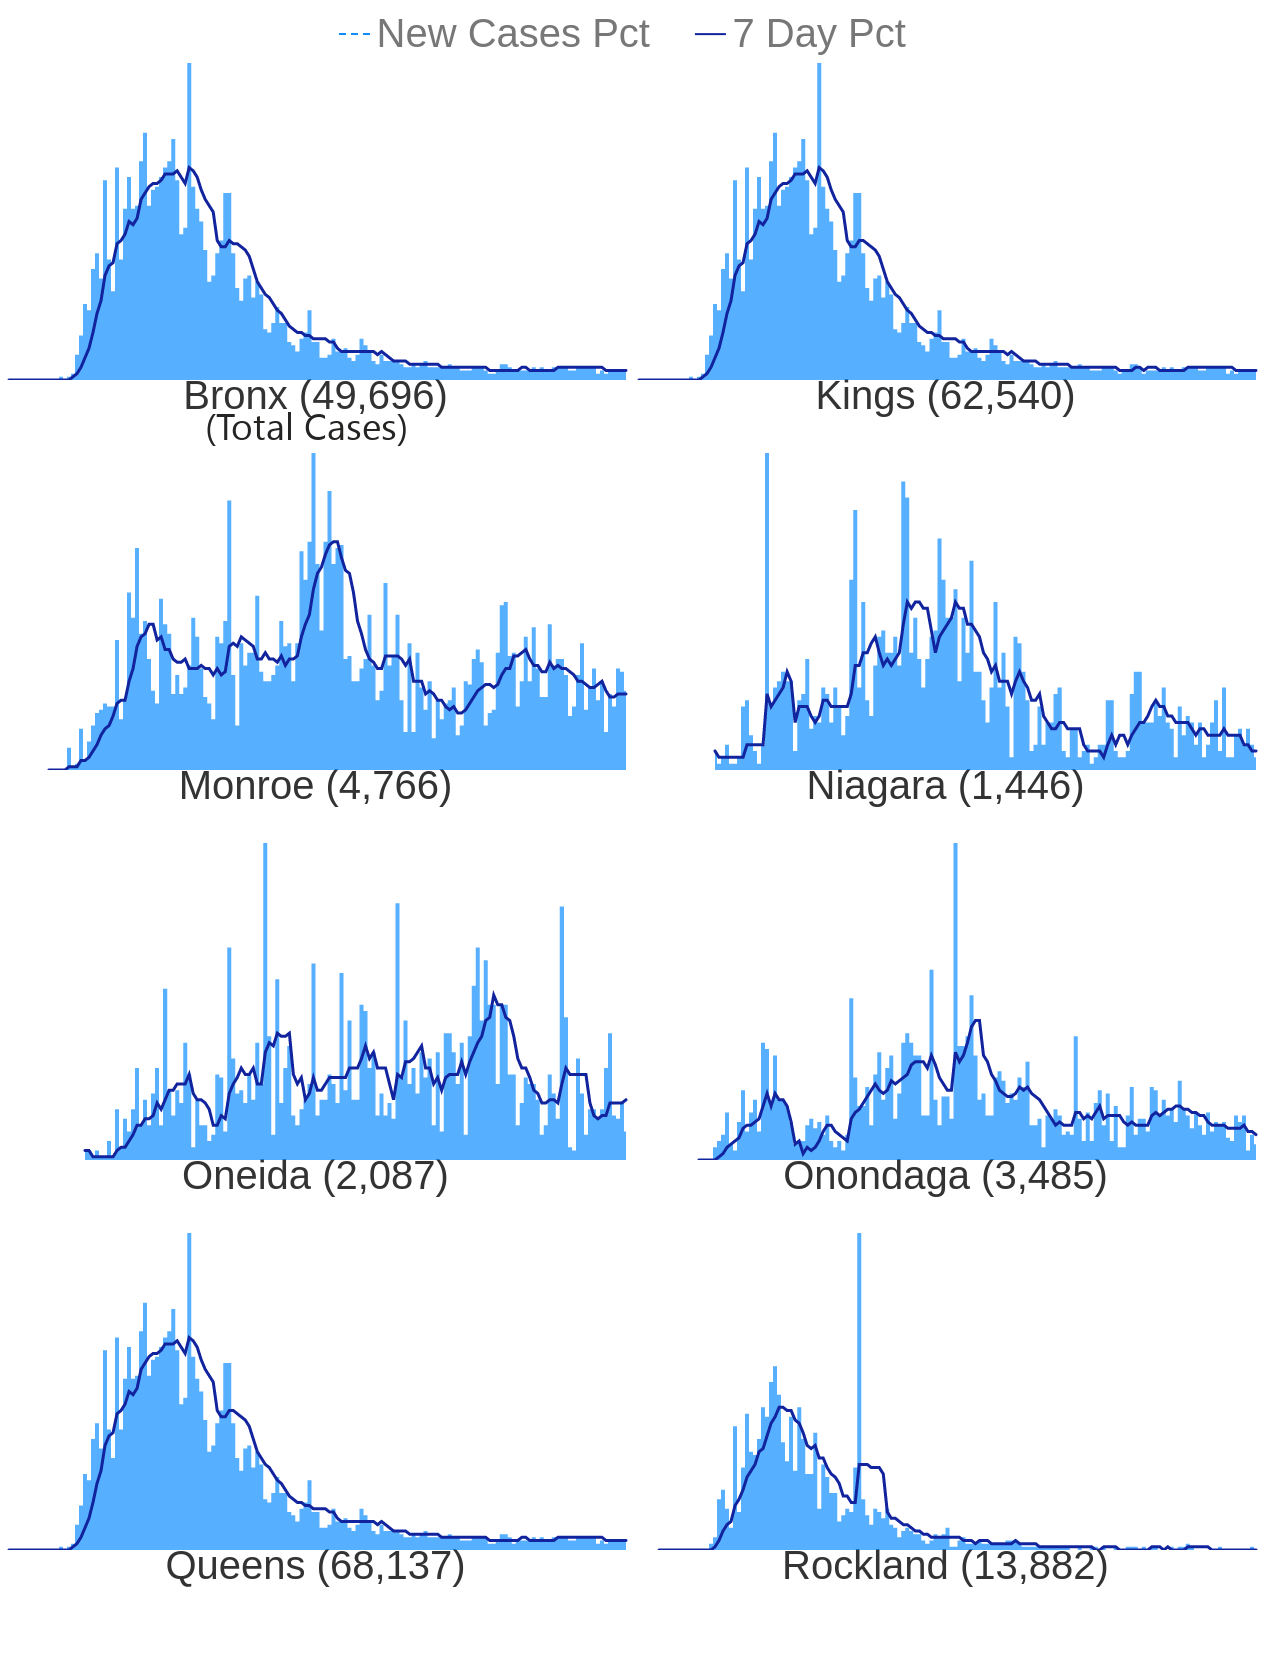 New Cases Pct 7 Day Pct
Bronx (49,696) Kings (62,540)
(Total Cases)
Monroe (4,766) Niagara (1,446)
Oneida (2,087) Onondaga (3,485)
Queens (68,137) Rockland (13,882)